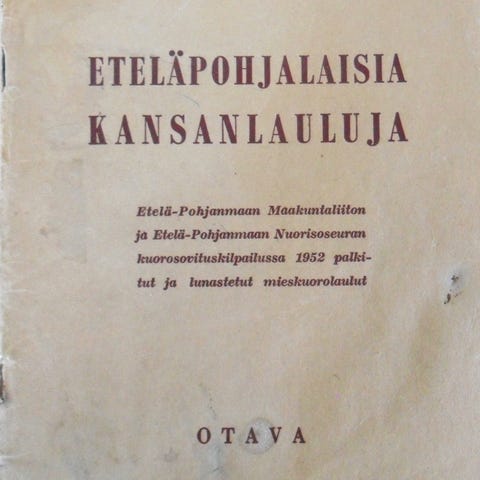 ETELÄPOHJALAISIA
KANSANLAULUJA
Etelä-Pohjanmaan Maakuntaliiton
ja Etelä-Pohjanmaan Nuorisoseuran
kuorosovituskilpailussa 1952 palki-
tut ja lunastetut mieskuorolaulut
OTAVA